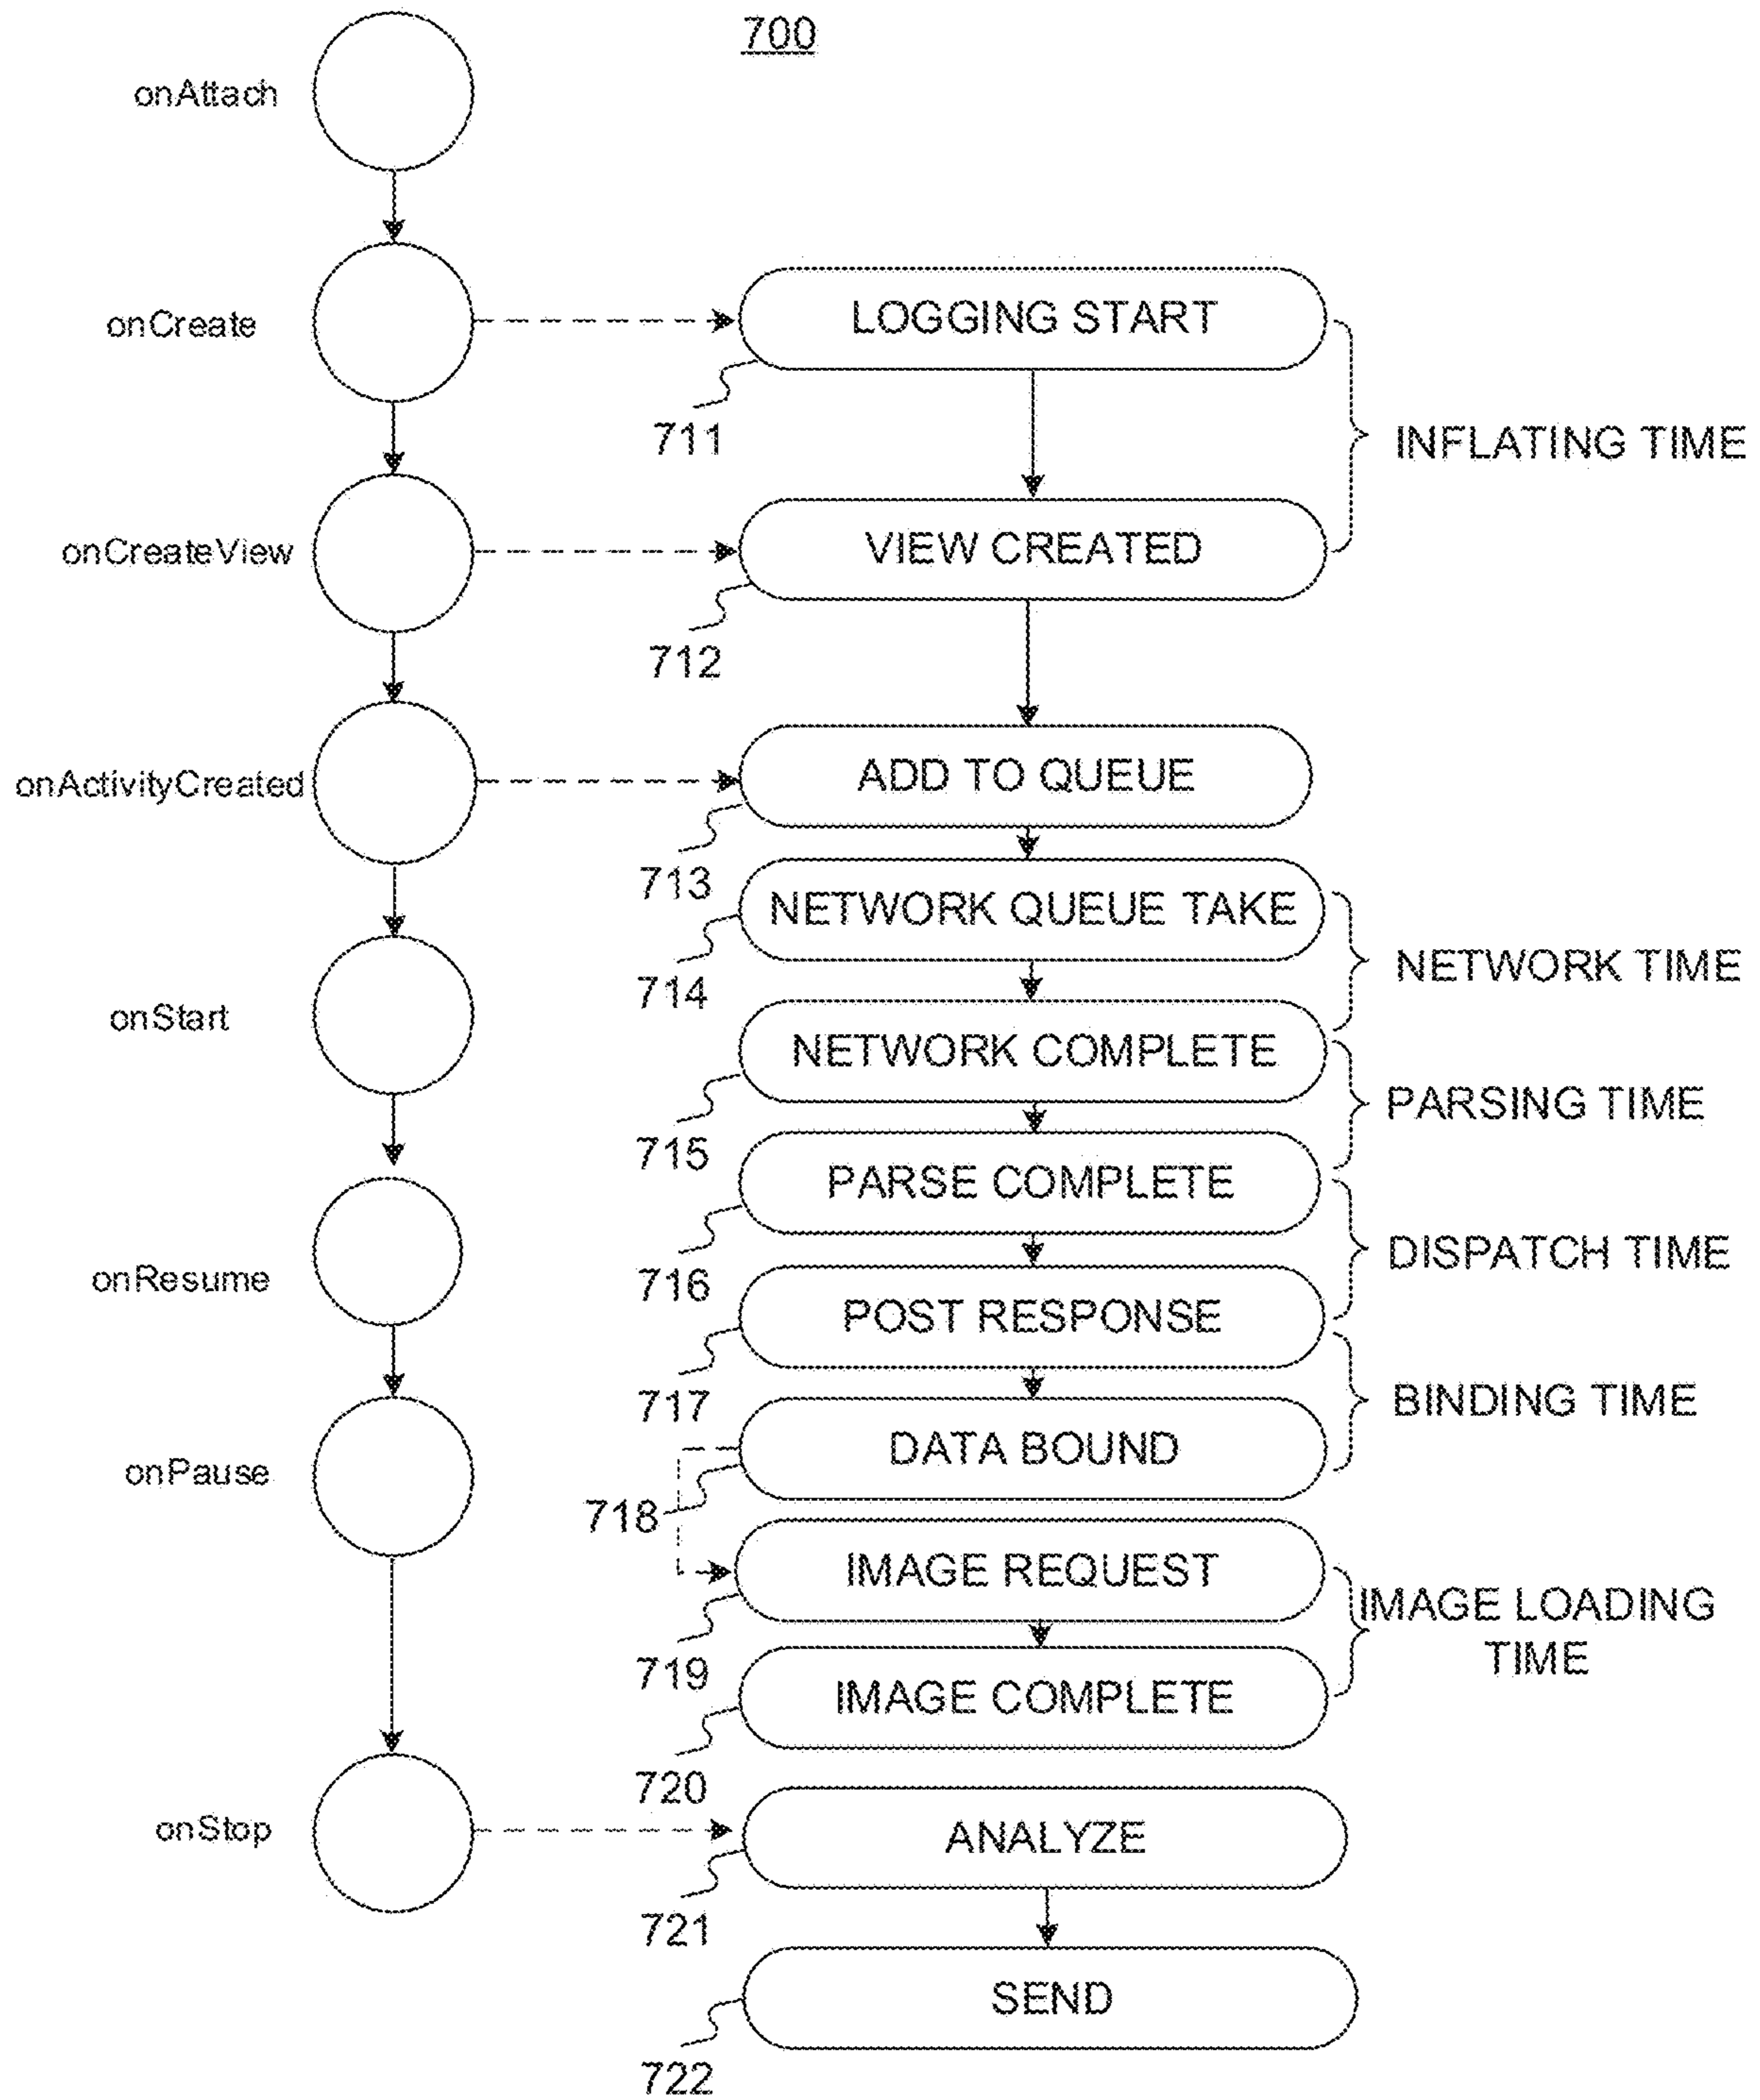 700
onAttach
onCreate
LOGGING START
711
INFLATING TIME
onCreateView
VIEW CREATED
712
onActivityCreated
ADD TO QUEUE
713
NETWORK QUEUE TAKE
714
NETWORK TIME
onStart
NETWORK COMPLETE
715
PARSING TIME
PARSE COMPLETE
716
DISPATCH TIME
onResume
POST RESPONSE
717
BINDING TIME
onPause
DATA BOUND
718
IMAGE REQUEST
719
IMAGE LOADING
TIME
IMAGE COMPLETE
720
onStop
ANALYZE
721
SEND
722